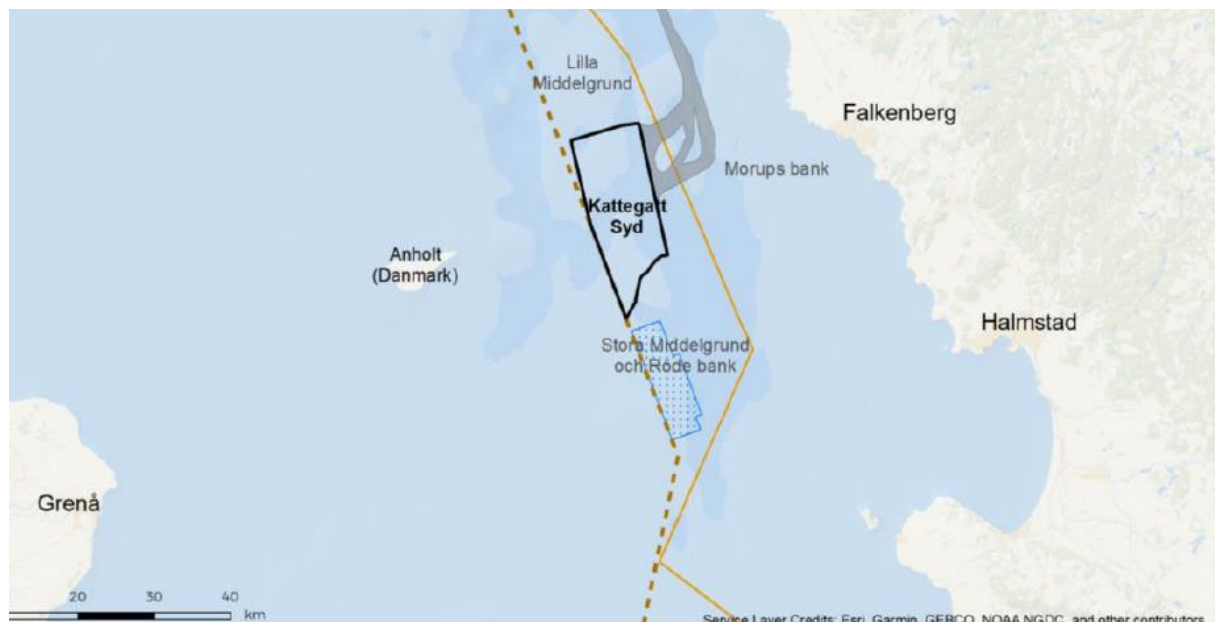 Lilla
Middelgrund
Falkenberg
Morups bank
Kattegatt
Syd
Anholt
(Danmark)
Halmstad
Stora Middelgrund
och Röde bank
Grenå
20 30 40
km
Service Layer Credits: Esri, Garmin, GEBCO, NOAA NGDC, and other contributors